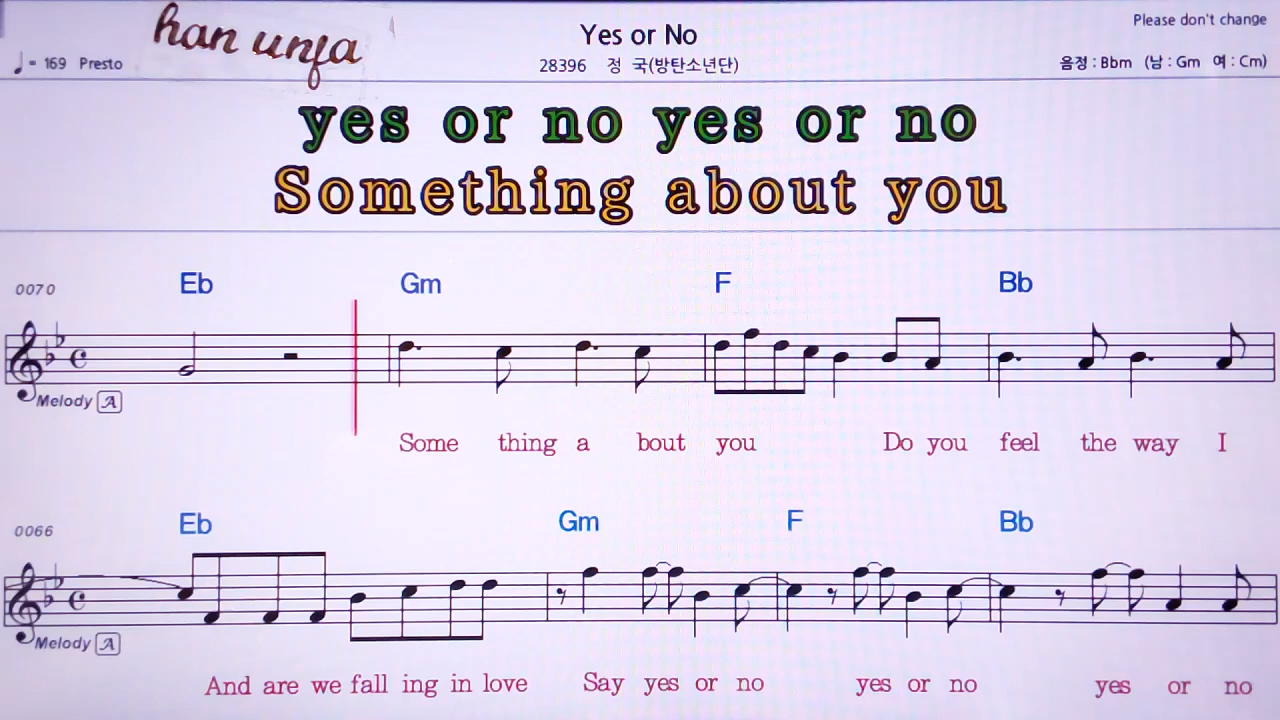 han unja
Yes or No
Please don't change
♩= 169 Presto
28396 정 국(방탄소년단)
음정 : Bbm (남 : Gm 여 : Cm)
yes or no yes or no
Something about you
0070 Eb Gm F Bb
Melody A
Some thing a bout you Do you feel the way I
0066 Eb Gm F Bb
Melody A
And are we fall ing in love Say yes or no yes or no yes or no